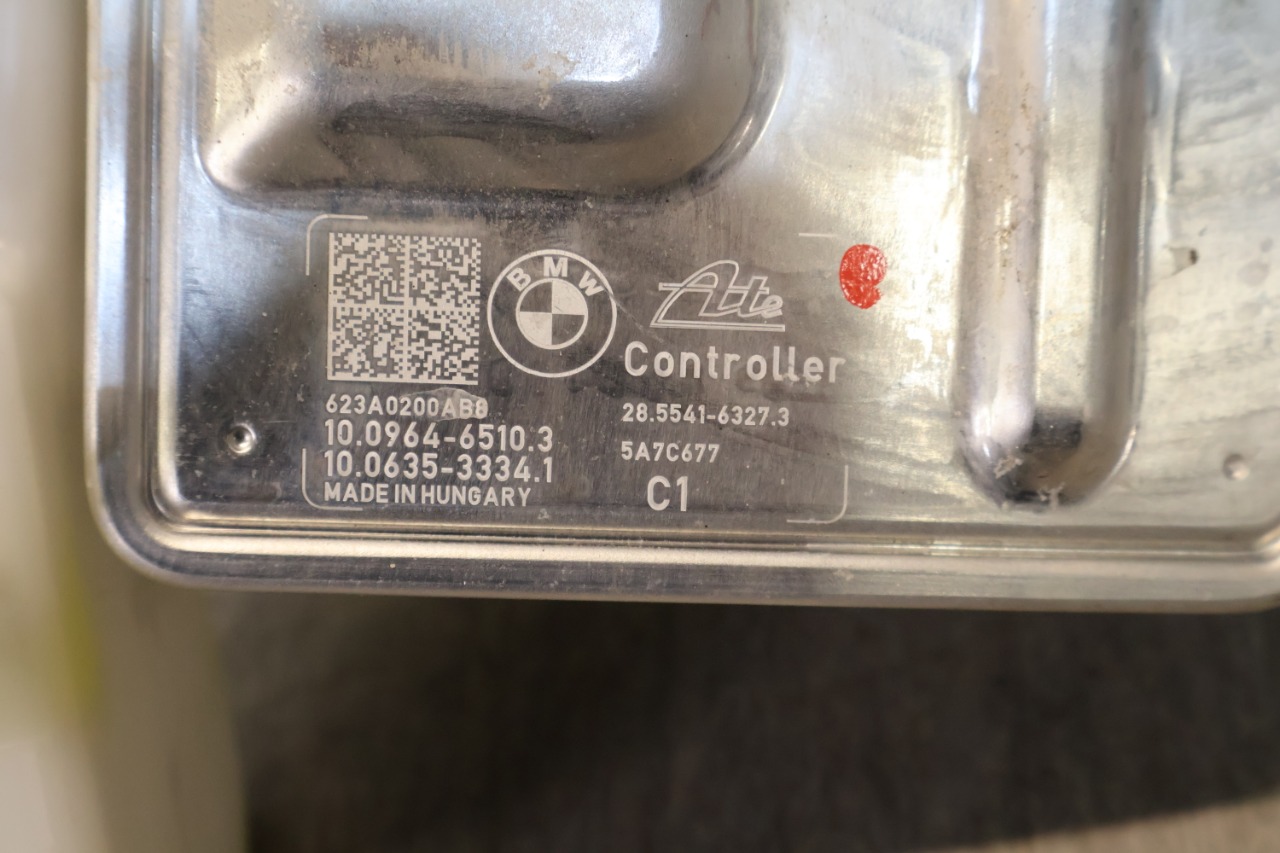 BMW
Ate
Controller
623A0200AB8
10.0964-6510.3
10.0635-3334.1
MADE IN HUNGARY
28.5541-6327.3
5A7C677
C1